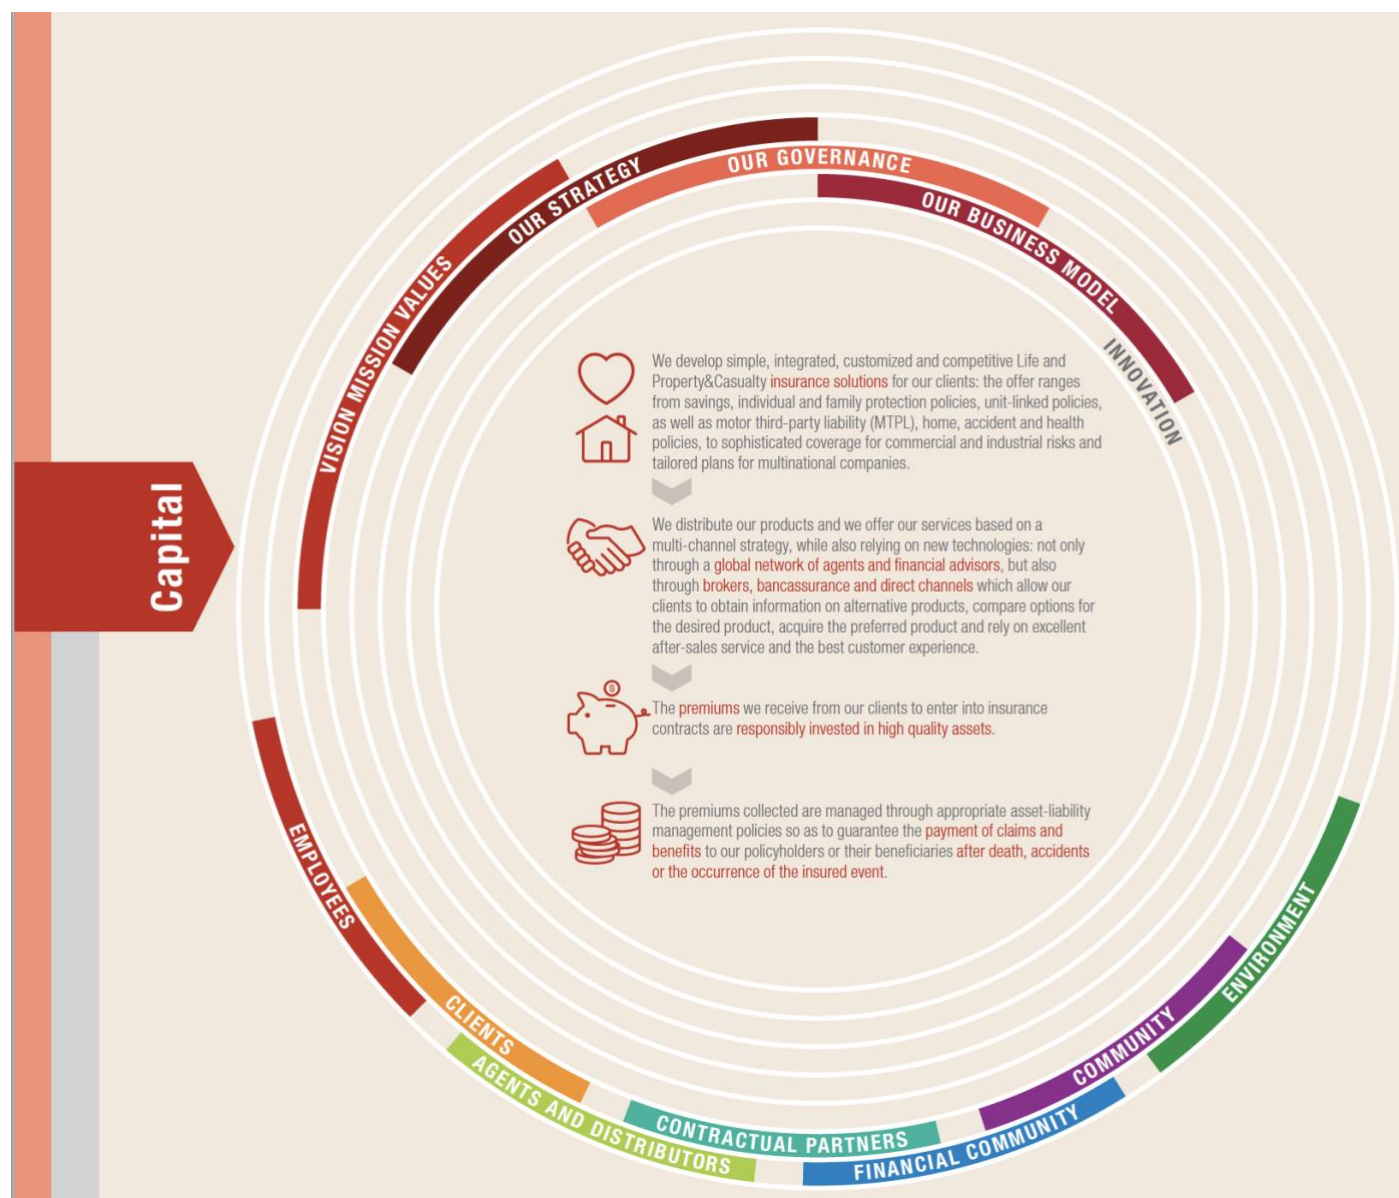 OUR GOVERNANCE
OUR STRATEGY
OUR BUSINESS MODEL
VISION MISSION VALUES
INNOVATION
We develop simple, integrated, customized and competitive Life and
Property&Casualty insurance solutions for our clients: the offer ranges
from savings, individual and family protection policies, unit-linked policies,
as well as motor third-party liability (MTPL), home, accident and health
policies, to sophisticated coverage for commercial and industrial risks and
tailored plans for multinational companies.
Capital
We distribute our products and we offer our services based on a
multi-channel strategy, while also relying on new technologies: not only
through a global network of agents and financial advisors, but also
through brokers, bancassurance and direct channels which allow our
clients to obtain information on alternative products, compare options for
the desired product, acquire the preferred product and rely on excellent
after-sales service and the best customer experience.
$
The premiums we receive from our clients to enter into insurance
contracts are responsibly invested in high quality assets.
The premiums collected are managed through appropriate asset-liability
management policies so as to guarantee the payment of claims and
benefits to our policyholders or their beneficiaries after death, accidents
or the occurrence of the insured event.
EMPLOYEES
CLIENTS
AGENTS AND DISTRIBUTORS
CONTRACTUAL PARTNERS
FINANCIAL COMMUNITY
COMMUNITY
ENVIRONMENT